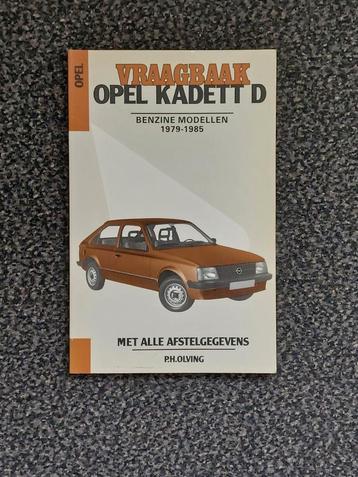 OPEL
VRAAGBAAK
OPEL KADETT D
BENZINE MODELLEN
1979-1985
MET ALLE AFSTELGEGEVENS
P.H.OLVING